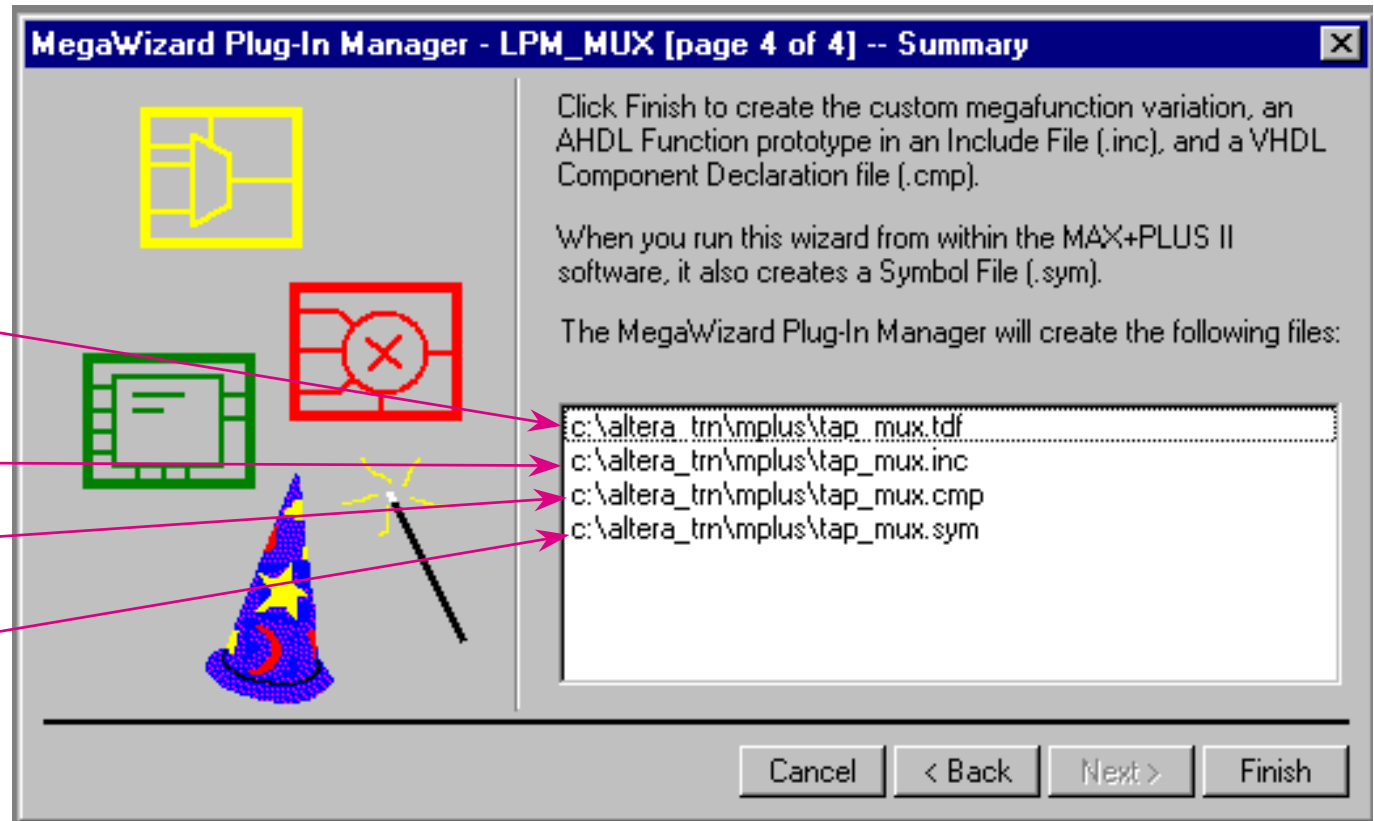 MegaWizard Plug-In Manager - LPM_MUX [page 4 of 4] -- Summary
Click Finish to create the custom megafunction variation, an
AHDL Function prototype in an Include File (.inc), and a VHDL
Component Declaration file (.cmp).
When you run this wizard from within the MAX+PLUS II
software, it also creates a Symbol File (.sym).
The MegaWizard Plug-In Manager will create the following files:
c:\altera_trn\mplus\tap_mux.tdf
c:\altera_trn\mplus\tap_mux.inc
c:\altera_trn\mplus\tap_mux.cmp
c:\altera_trn\mplus\tap_mux.sym
Cancel
< Back
Next >
Finish